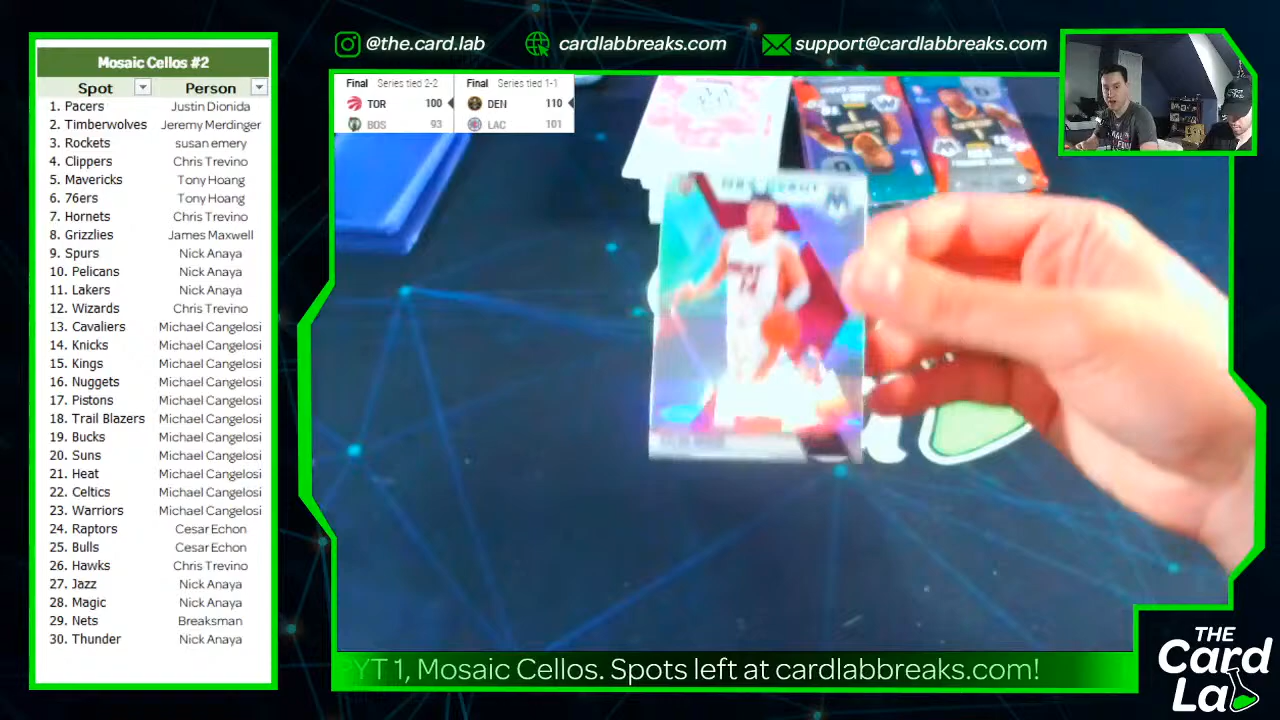 @the.card.lab
cardlabbreaks.com
support@cardlabbreaks.com
Mosaic Cellos #2
Spot Person
1. Pacers Justin Dionida
2. Timberwolves Jeremy Merdinger
3. Rockets susan emery
4. Clippers Chris Trevino
5. Mavericks Tony Hoang
6. 76ers Tony Hoang
7. Hornets Chris Trevino
8. Grizzlies James Maxwell
9. Spurs Nick Anaya
10. Pelicans Nick Anaya
11. Lakers Nick Anaya
12. Wizards Chris Trevino
13. Cavaliers Michael Cangelosi
14. Knicks Michael Cangelosi
15. Kings Michael Cangelosi
16. Nuggets Michael Cangelosi
17. Pistons Michael Cangelosi
18. Trail Blazers Michael Cangelosi
19. Bucks Michael Cangelosi
20. Suns Michael Cangelosi
21. Heat Michael Cangelosi
22. Celtics Michael Cangelosi
23. Warriors Michael Cangelosi
24. Raptors Cesar Echon
25. Bulls Cesar Echon
26. Hawks Chris Trevino
27. Jazz Nick Anaya
28. Magic Nick Anaya
29. Nets Breaksman
30. Thunder Nick Anaya
Final Series tied 2-2
TOR 100
BOS 93
Final Series tied 1-1
DEN 110
LAC 101
YT 1, Mosaic Cellos. Spots left at cardlabbreaks.com!
THE
Card
La